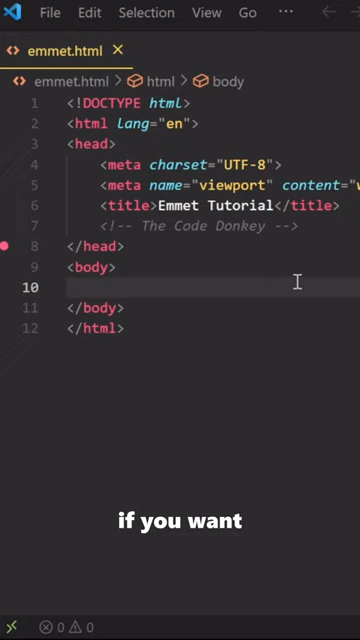 File Edit Selection View Go ···
emmet.html
emmet.html > html > body
1 <!DOCTYPE html>
2 <html lang="en">
3 <head>
4 <meta charset="UTF-8">
5 <meta name="viewport" content="w
6 <title>Emmet Tutorial</title>
7 <!-- The Code Donkey -->
8 </head>
9 <body>
10
11 </body>
12 </html>
if you want
0 0